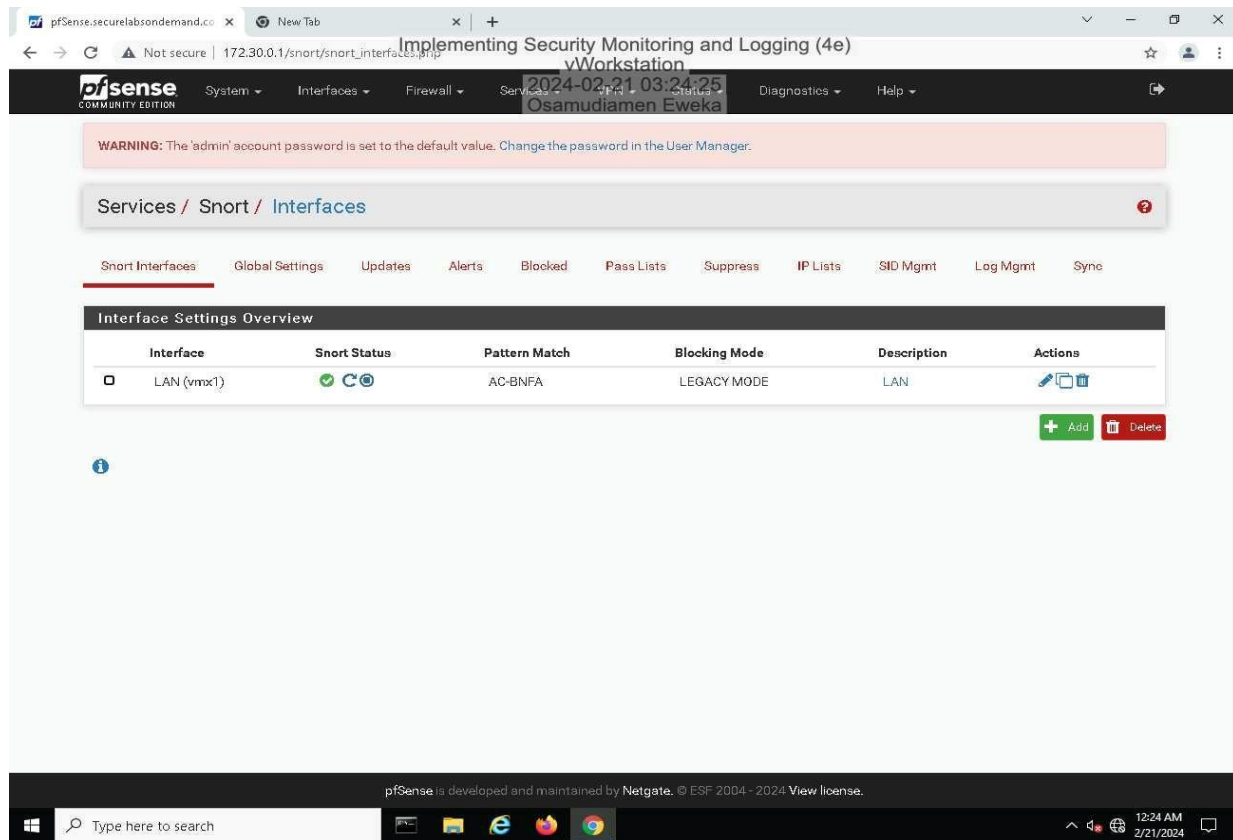 pfSense.securelabsondemand.co
New Tab
Not secure | 172.30.0.1/snort/snort_interfaces.php
Implementing Security Monitoring and Logging (4e)
vWorkstation
2024-02-21 03:24:25
Osamudiamen Eweka
pfsense COMMUNITY EDITION
System Interfaces Firewall Services VPN Status Diagnostics Help
WARNING: The 'admin' account password is set to the default value. Change the password in the User Manager.
Services / Snort / Interfaces
Snort Interfaces Global Settings Updates Alerts Blocked Pass Lists Suppress IP Lists SID Mgmt Log Mgmt Sync
Interface Settings Overview
Interface Snort Status Pattern Match Blocking Mode Description Actions
LAN (vmx1) AC-BNFA LEGACY MODE LAN
Add Delete
pfSense is developed and maintained by Netgate. © ESF 2004 - 2024 View license.
Type here to search
12:24 AM
2/21/2024